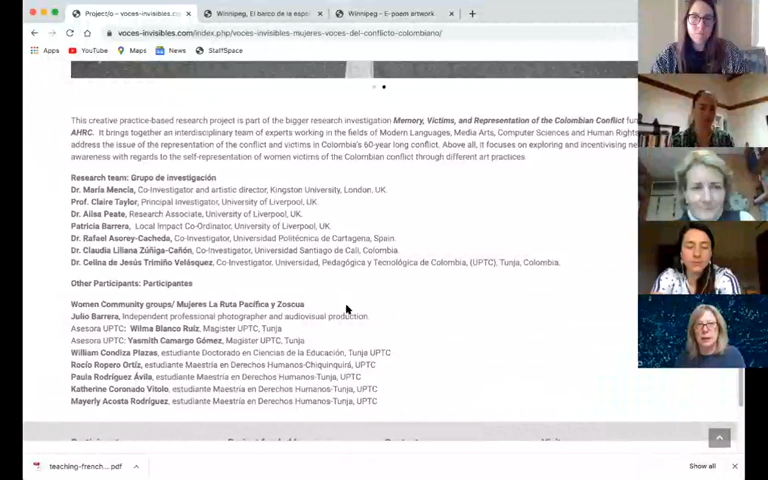 Project/o – voces-invisibles.co
Winnipeg, El barco de la espe
Winnipeg - E-poem artwork
voces-invisibles.com/index.php/voces-invisibles-mujeres-voces-del-conflicto-colombiano/
Apps YouTube Maps News StaffSpace
This creative practice-based research project is part of the bigger research investigation Memory, Victims, and Representation of the Colombian Conflict fun
AHRC. It brings together an interdisciplinary team of experts working in the fields of Modern Languages, Media Arts, Computer Sciences and Human Rights
address the issue of the representation of the conflict and victims in Colombia's 60-year long conflict. Above all, it focuses on exploring and incentivising ne
awareness with regards to the self-representation of women victims of the Colombian conflict through different art practices.
Research team: Grupo de investigación
Dr. María Mencía, Co-Investigator and artistic director, Kingston University, London, UK.
Prof. Claire Taylor, Principal Investigator, University of Liverpool, UK.
Dr. Ailsa Peate, Research Associate, University of Liverpool, UK.
Patricia Barrera, Local Impact Co-Ordinator, University of Liverpool, UK.
Dr. Rafael Asorey-Cacheda, Co-Investigator, Universidad Politécnica de Cartagena, Spain.
Dr. Claudia Liliana Zúñiga-Cañón, Co-Investigator, Universidad Santiago de Cali, Colombia.
Dr. Celina de Jesús Trimiño Velásquez, Co-Investigator. Universidad, Pedagógica y Tecnológica de Colombia, (UPTC). Tunja, Colombia.
Other Participants: Participantes
Women Community groups/ Mujeres La Ruta Pacífica y Zoscua
Julio Barrera, Independent professional photographer and audiovisual production.
Asesora UPTC: Wilma Blanco Ruíz, Magister UPTC, Tunja
Asesora UPTC: Yasmith Camargo Gómez, Magister UPTC, Tunja
William Condiza Plazas, estudiante Doctorado en Ciencias de la Educación, Tunja UPTC
Rocío Ropero Ortíz, estudiante Maestría en Derechos Humanos-Chiquinquirá, UPTC
Paula Rodríguez Ávila, estudiante Maestría en Derechos Humanos-Tunja, UPTC
Katherine Coronado Vitolo, estudiante Maestría en Derechos Humanos-Tunja, UPTC
Mayerly Acosta Rodríguez, estudiante Maestría en Derechos Humanos-Tunja, UPTC
teaching-french....pdf
Show all